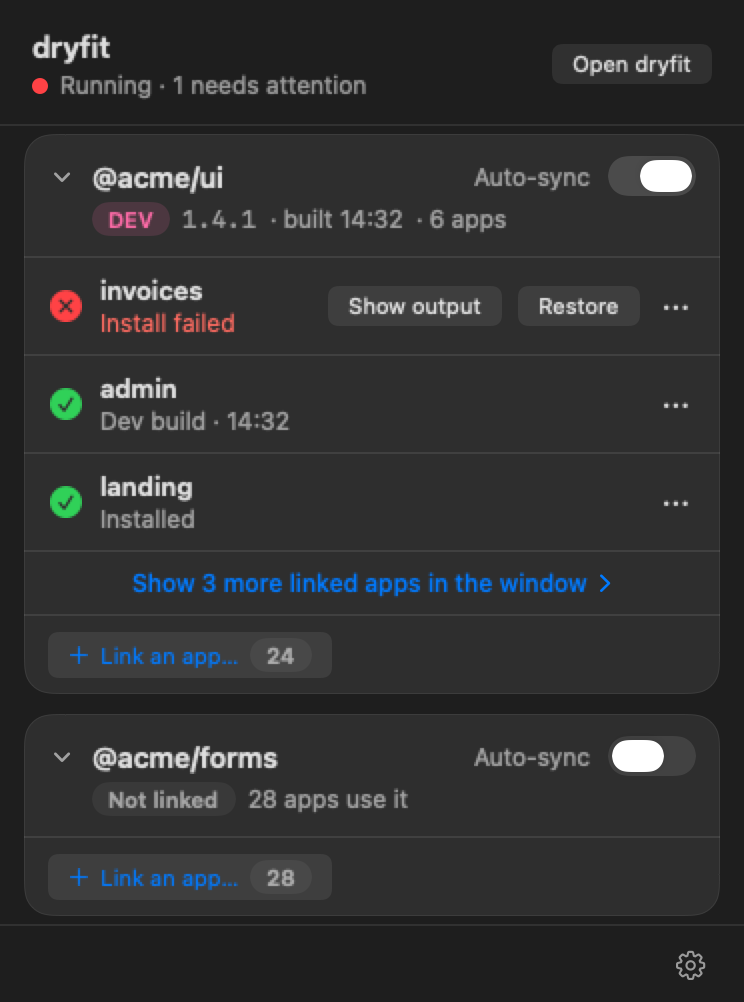 dryfit
Running · 1 needs attention
Open dryfit
@acme/ui
Auto-sync
DEV 1.4.1 · built 14:32 · 6 apps
invoices
Install failed
Show output
Restore
admin
Dev build · 14:32
landing
Installed
Show 3 more linked apps in the window
+ Link an app... 24
@acme/forms
Auto-sync
Not linked 28 apps use it
+ Link an app... 28